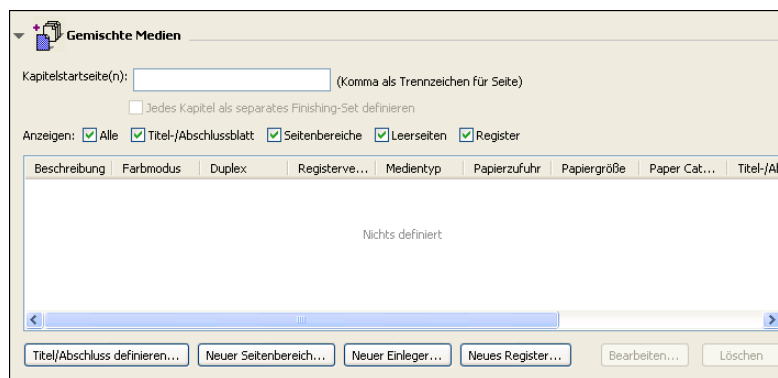 Gemischte Medien
Kapitelstartseite(n): (Komma als Trennzeichen für Seite)
Jedes Kapitel als separates Finishing-Set definieren
Anzeigen: Alle Titel-/Abschlussblatt Seitenbereiche Leerseiten Register
Beschreibung Farbmodus Duplex Registerve... Medientyp Papierzufuhr Papiergröße Paper Cat... Titel-/Al
Nichts definiert
Titel/Abschluss definieren... Neuer Seitenbereich... Neuer Einleger... Neues Register... Bearbeiten... Löschen